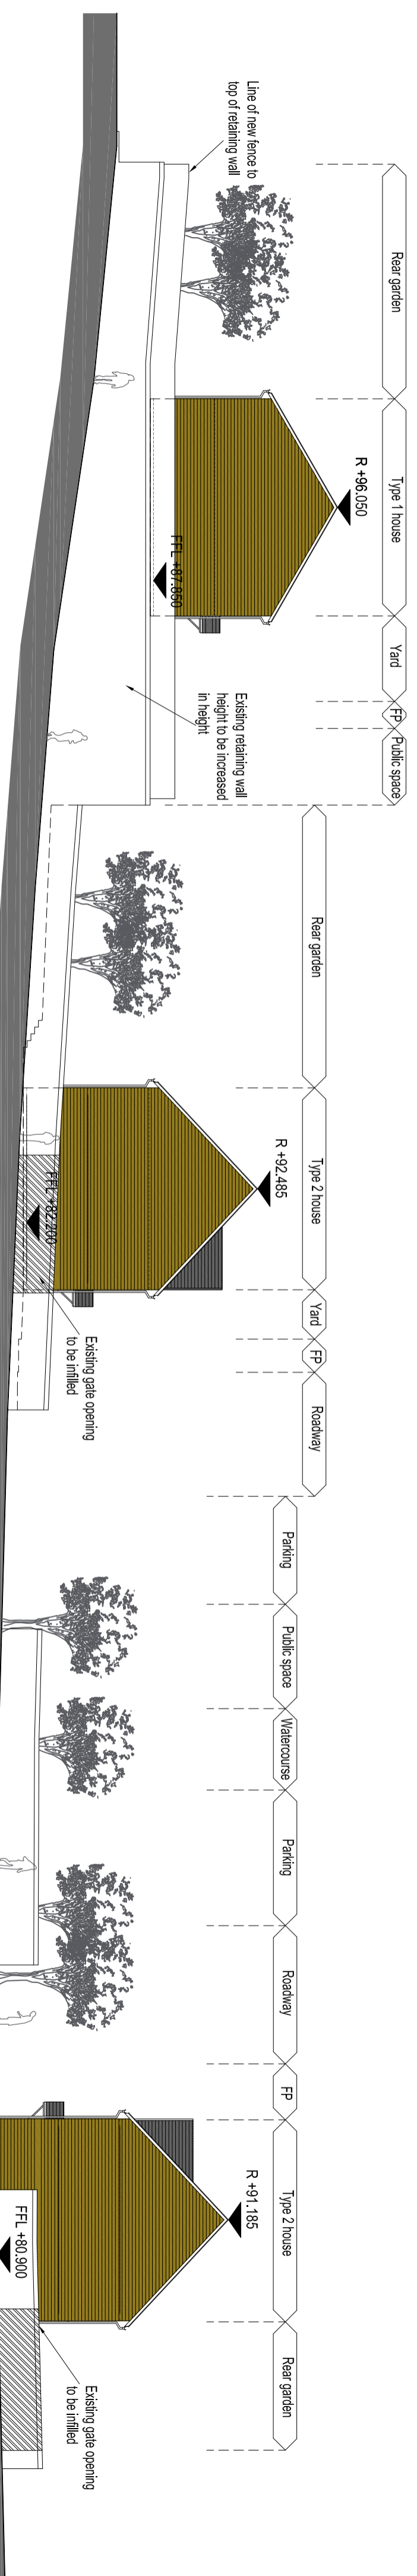 Rear garden
Type 1 house
Yard
FP
Public space
R +96.050
Line of new fence to
top of retaining wall
FFL +87.850
Existing retaining wall
height to be increased
in height
Rear garden
Type 2 house
Yard
FP
Roadway
R +92.485
FFL +82.200
Existing gate opening
to be infilled
Parking
Public space
Watercourse
Parking
Roadway
FP
Type 2 house
Rear garden
R +91.185
FFL +80.900
Existing gate opening
to be infilled